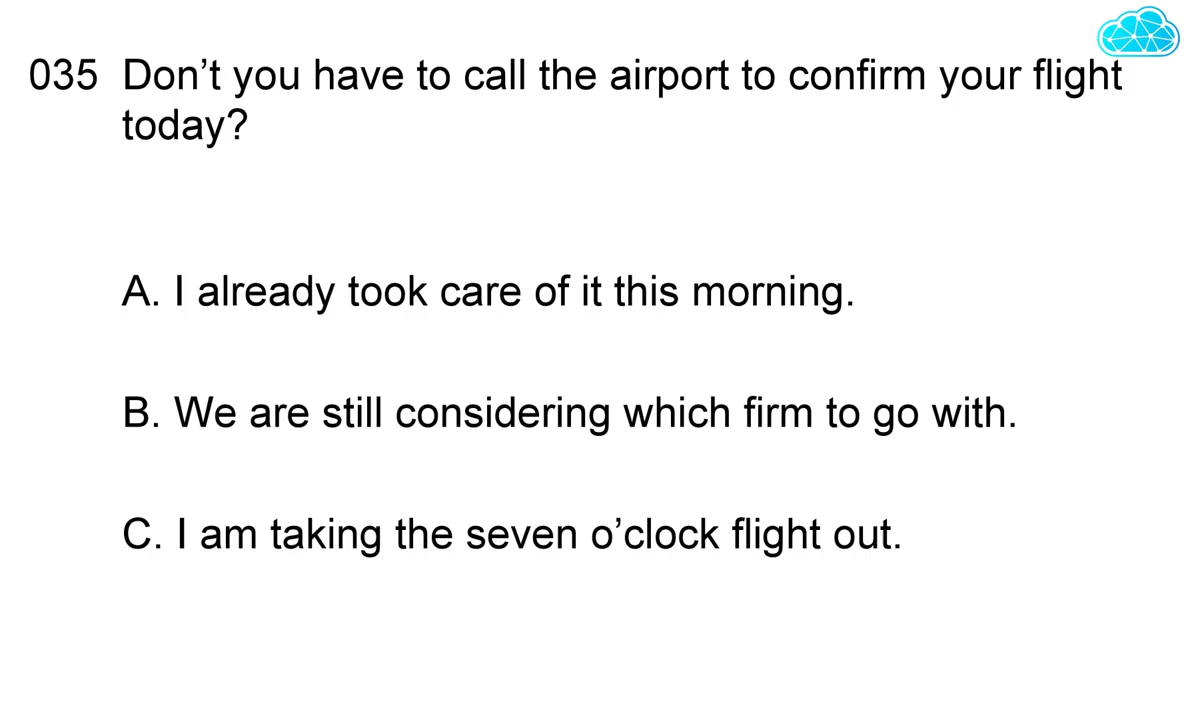 035 Don’t you have to call the airport to confirm your flight
today?
A. I already took care of it this morning.
B. We are still considering which firm to go with.
C. I am taking the seven o’clock flight out.